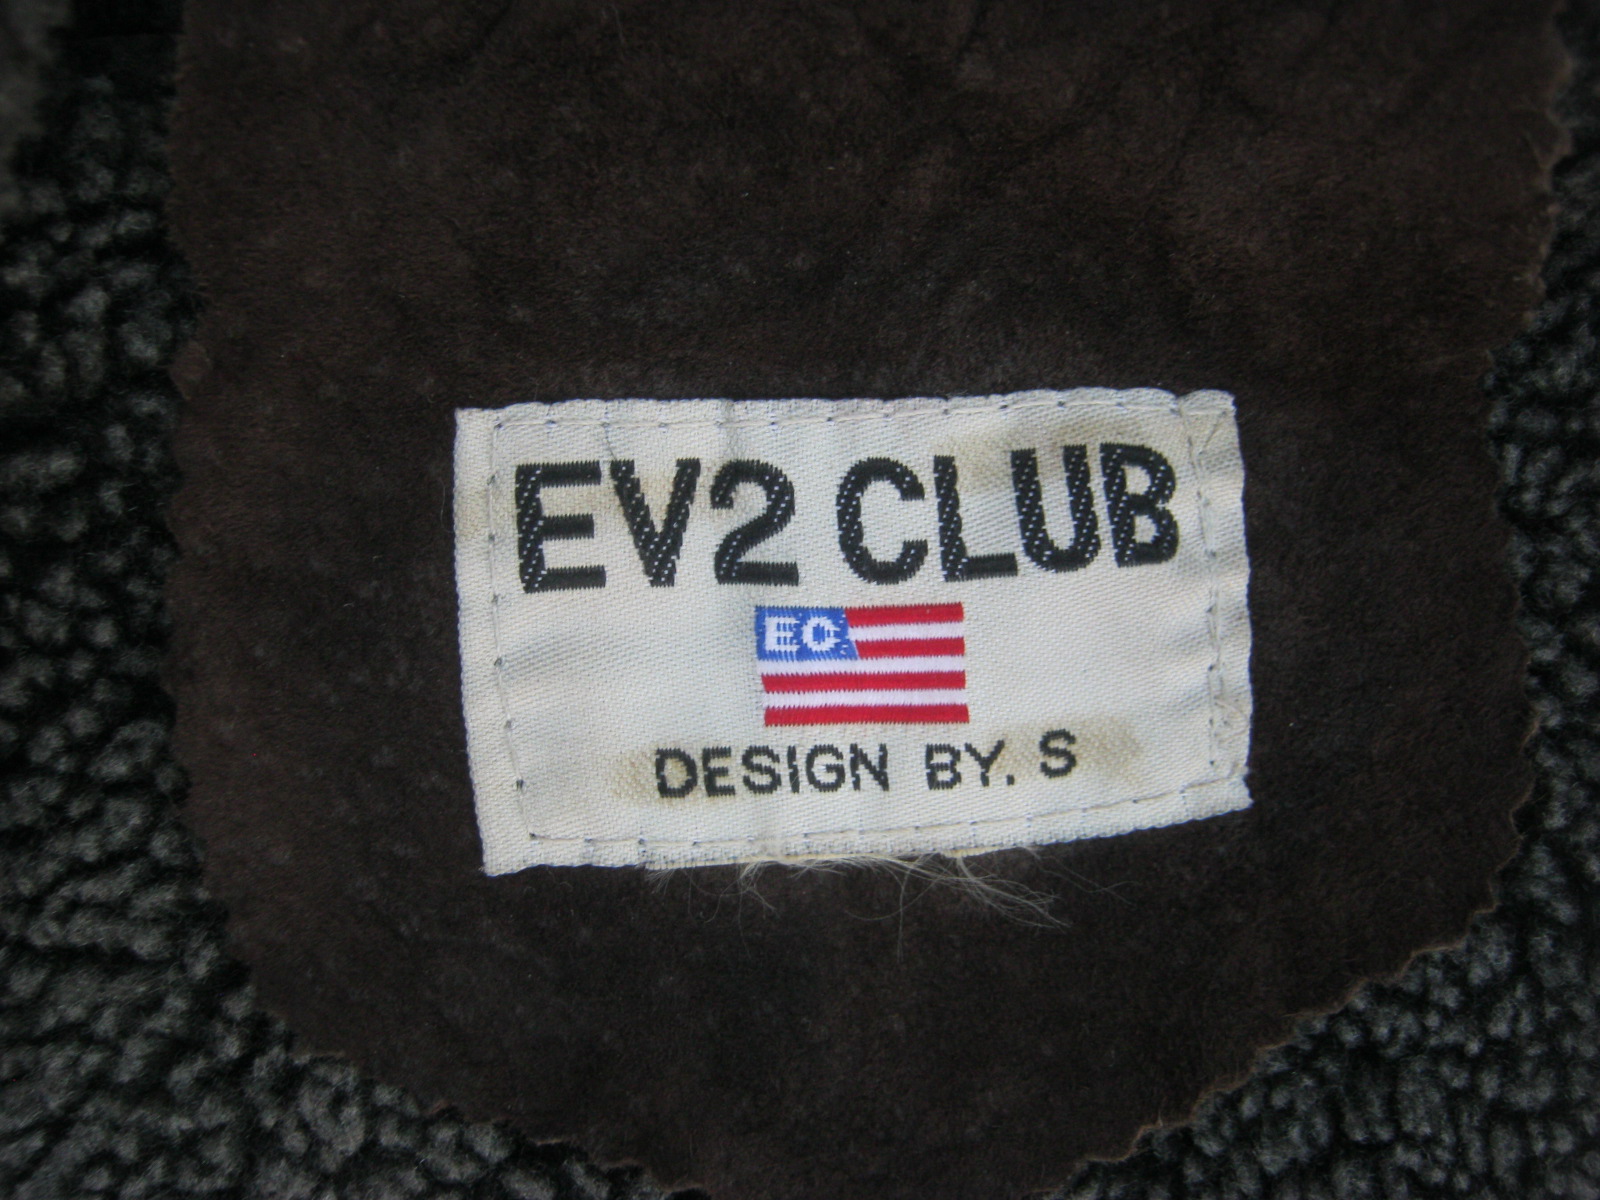 EV2 CLUB
EC.
DESIGN BY. S